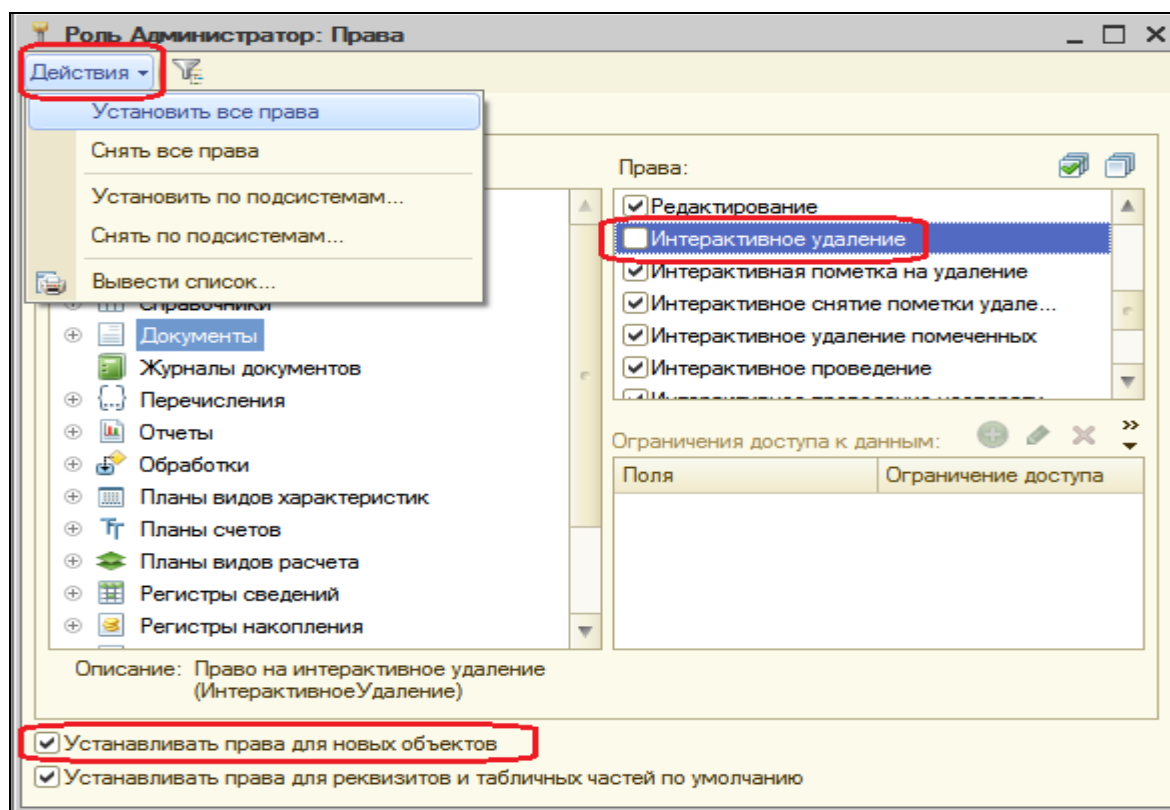 Роль Администратор: Права
Действия
Установить все права
Снять все права
Установить по подсистемам...
Снять по подсистемам...
Вывести список...
Справочники
Документы
Журналы документов
Перечисления
Отчеты
Обработки
Планы видов характеристик
Планы счетов
Планы видов расчета
Регистры сведений
Регистры накопления
Права:
Редактирование
Интерактивное удаление
Интерактивная пометка на удаление
Интерактивное снятие пометки удале...
Интерактивное удаление помеченных
Интерактивное проведение
Ограничения доступа к данным:
Поля Ограничение доступа
Описание: Право на интерактивное удаление
(ИнтерактивноеУдаление)
Устанавливать права для новых объектов
Устанавливать права для реквизитов и табличных частей по умолчанию